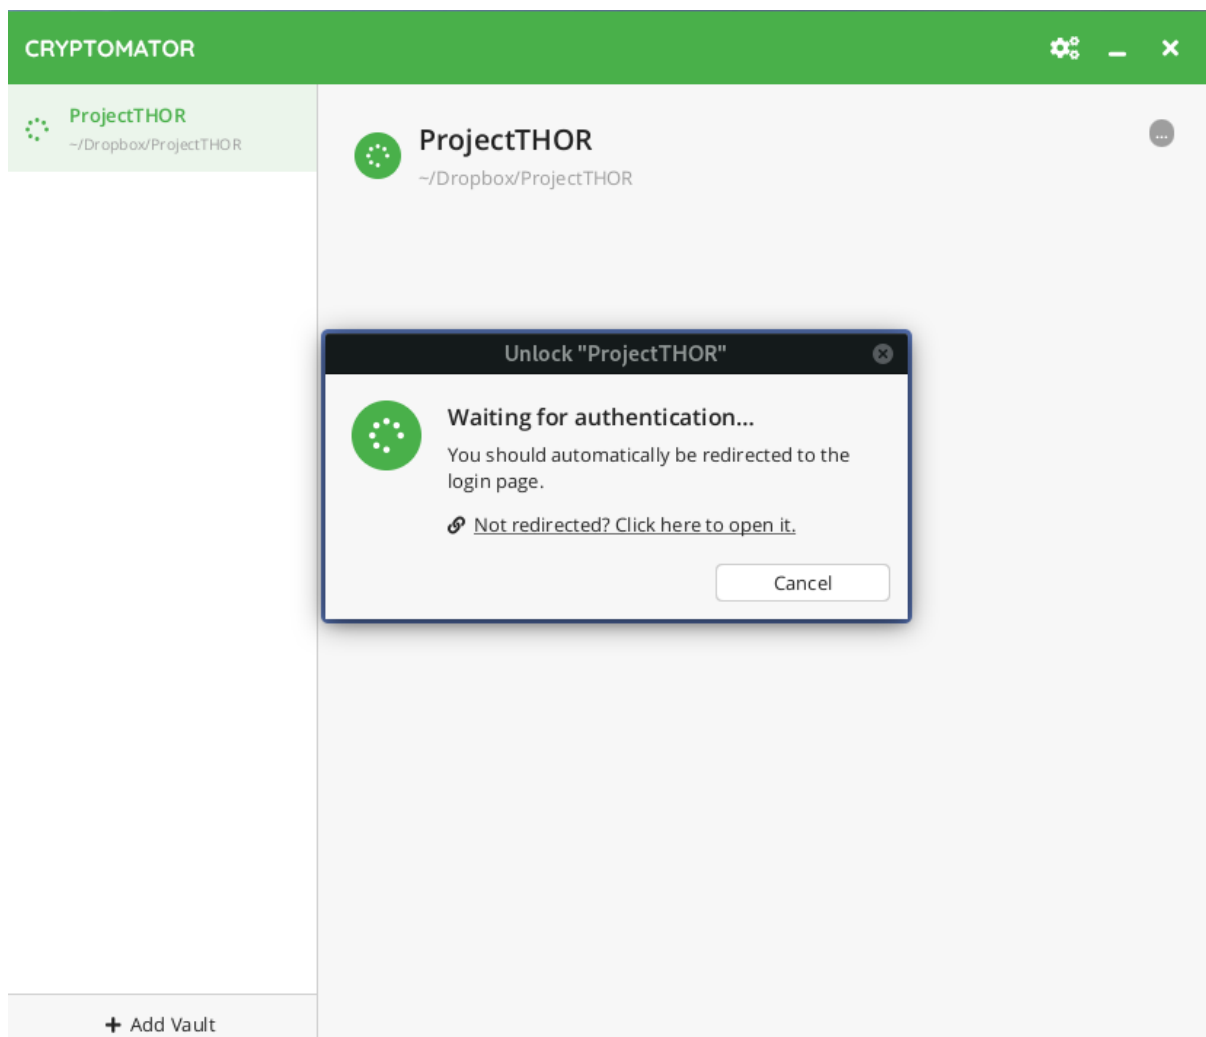 CRYPTOMATOR
ProjectTHOR
~/Dropbox/ProjectTHOR
ProjectTHOR
~/Dropbox/ProjectTHOR
...
Unlock "ProjectTHOR"
Waiting for authentication...
You should automatically be redirected to the
login page.
Not redirected? Click here to open it.
Cancel
+ Add Vault